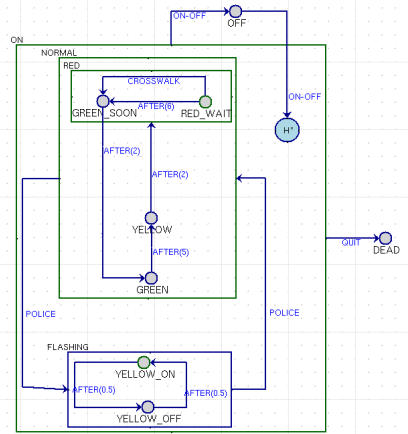 ON-OFF
OFF
ON
NORMAL
RED
CROSSWALK
AFTER(6)
GREEN_SOON
RED_WAIT
ON-OFF
H*
AFTER(2)
AFTER(2)
YELLOW
AFTER(5)
GREEN
QUIT
DEAD
POLICE
POLICE
FLASHING
YELLOW_ON
AFTER(0.5)
AFTER(0.5)
YELLOW_OFF